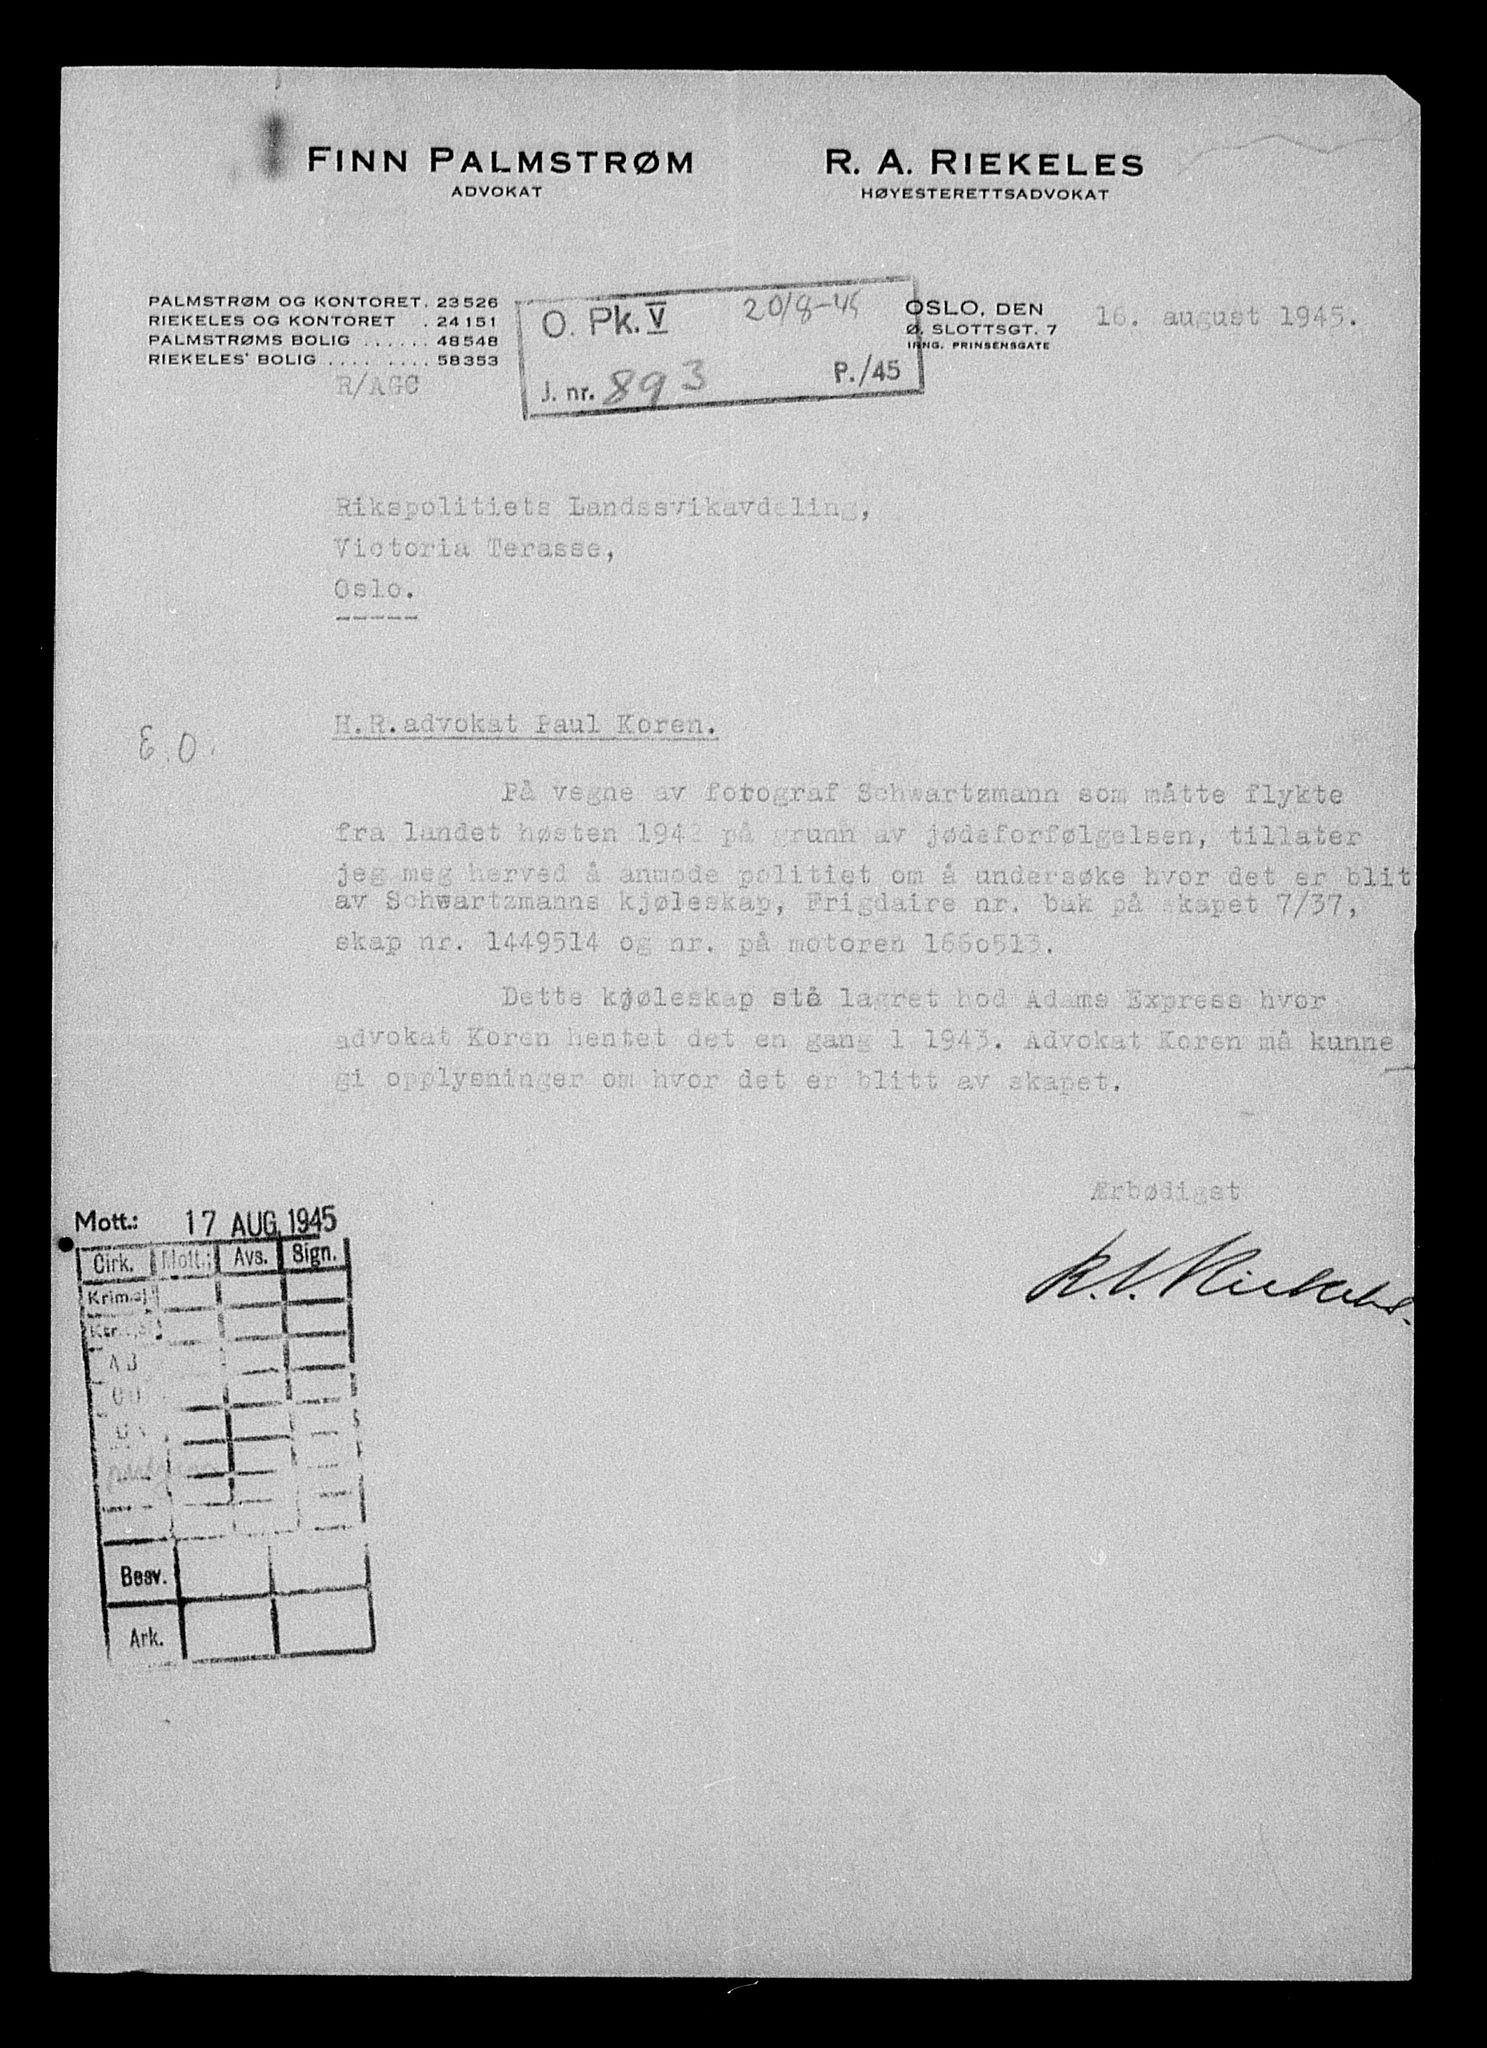 FINN PALMSTRØM
ADVOKAT
R. A. RIEKELES
HØYESTERETTSADVOKAT
PALMSTRØM OG KONTORET. 23526
RIEKELES OG KONTORET . 24151
PALMSTRØMS BOLIG ...... 48548
RIEKELES' BOLIG .... ..... 58353
R/AGC
O. Pk. V 20/8-45
J. nr. 893 P./45
OSLO, DEN 16. august 1945.
Ø. SLOTTSGT. 7
INNG. PRINSENSGATE
Rikspolitiets Landssvikavdeling,
Victoria Terasse,
Oslo.
-----
E.O.
H.R.advokat Paul Koren.
På vegne av fotograf Schwartzmann som måtte flykte
fra landet høsten 1942 på grunn av jødeforfølgelsen, tillater
jeg meg herved å anmode politiet om å undersøke hvor det er blit
av Schwartzmanns kjøleskap, Frigdaire nr. bak på skapet 7/37,
skap nr. 1449514 og nr. på motoren 1660513.
Dette kjøleskap stå lagret hod Adams Express hvor
advokat Koren hentet det en gang i 1943. Advokat Koren må kunne
gi opplysninger om hvor det er blitt av skapet.
Ærbødigst
R.A. Riekeles.
Mott.: 17 AUG. 1945
Cirk. Mott.: Avs. Sign.
Krim.sj.
AB
Besv.
Ark.